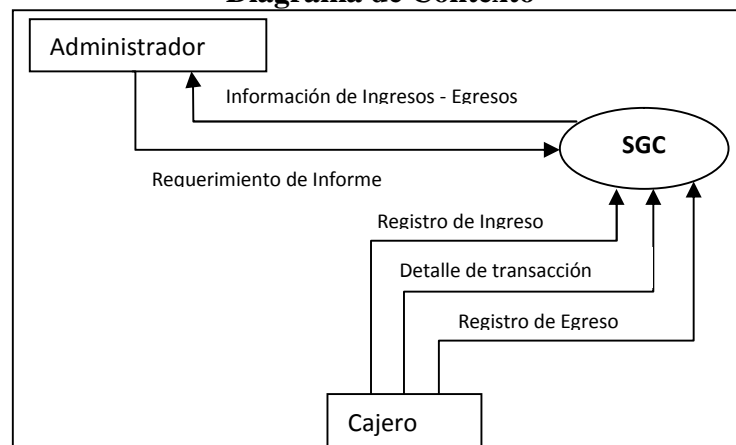 Diagrama de Contexto
Administrador
Información de Ingresos - Egresos
SGC
Requerimiento de Informe
Registro de Ingreso
Detalle de transacción
Registro de Egreso
Cajero